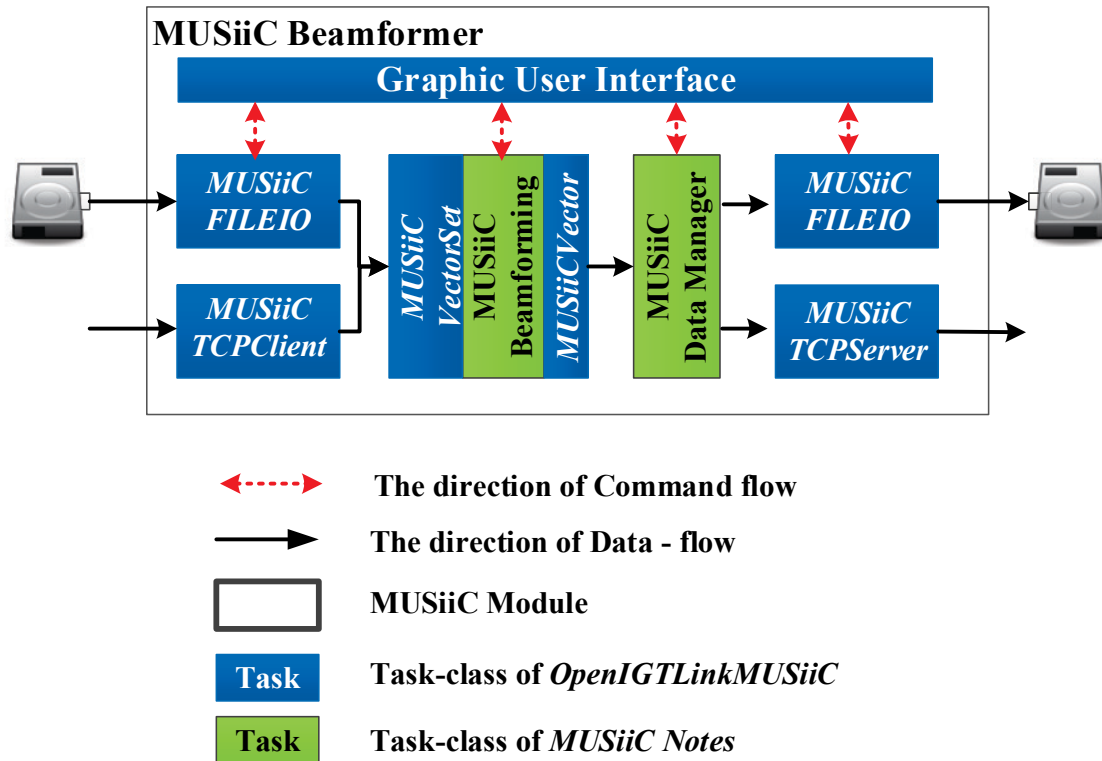 MUSiiC Beamformer
Graphic User Interface
MUSiiC
FILEIO
MUSiiC
TCPClient
MUSiiC
VectorSet
MUSiiC
Beamforming
MUSiiCVector
MUSiiC
Data Manager
MUSiiC
FILEIO
MUSiiC
TCPServer
The direction of Command flow
The direction of Data - flow
MUSiiC Module
Task
Task-class of OpenIGTLinkMUSiiC
Task
Task-class of MUSiiC Notes